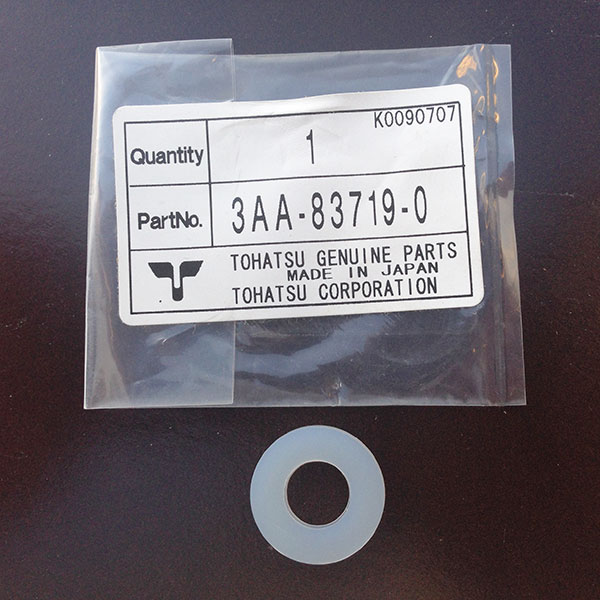 K0090707
Quantity 1
PartNo. 3AA-83719-0
TOHATSU GENUINE PARTS
MADE IN JAPAN
TOHATSU CORPORATION